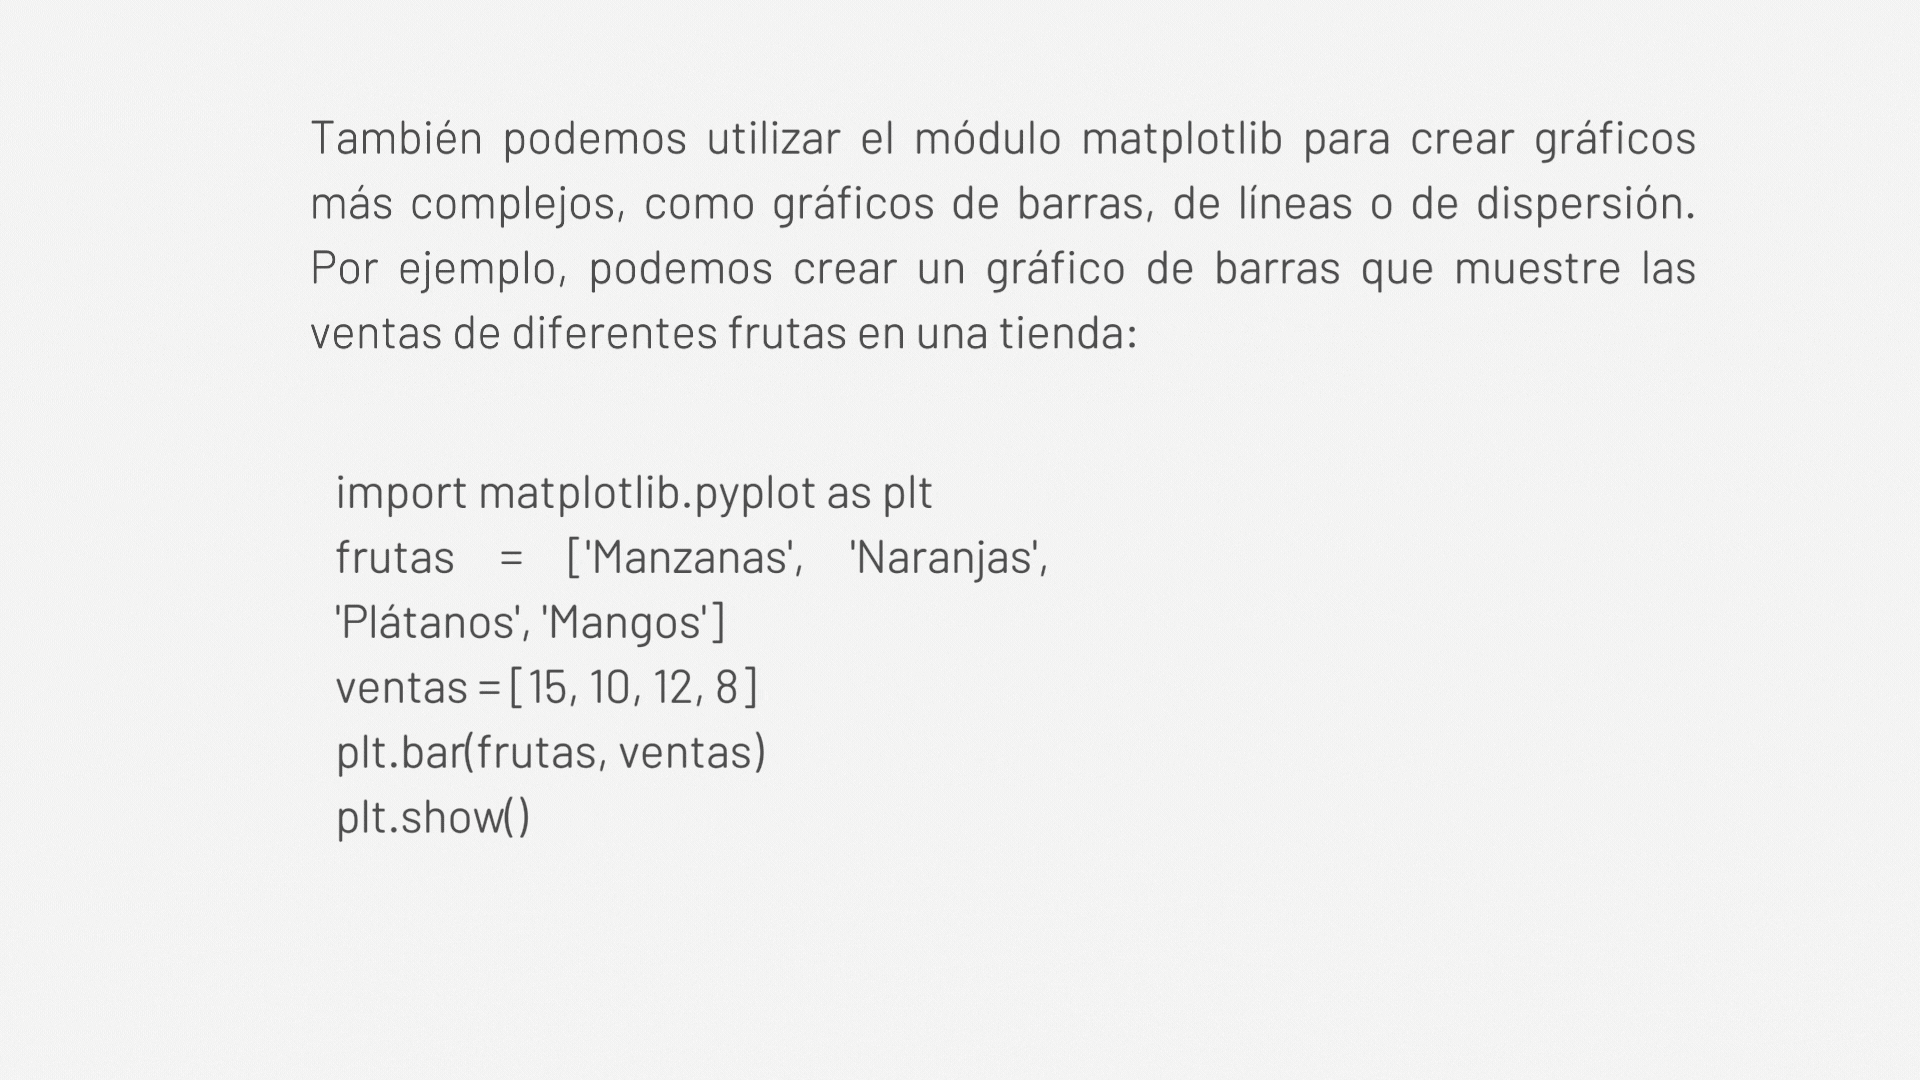 También podemos utilizar el módulo matplotlib para crear gráficos
más complejos, como gráficos de barras, de líneas o de dispersión.
Por ejemplo, podemos crear un gráfico de barras que muestre las
ventas de diferentes frutas en una tienda:
import matplotlib.pyplot as plt
frutas = ['Manzanas', 'Naranjas',
'Plátanos', 'Mangos']
ventas = [15, 10, 12, 8]
plt.bar(frutas, ventas)
plt.show()